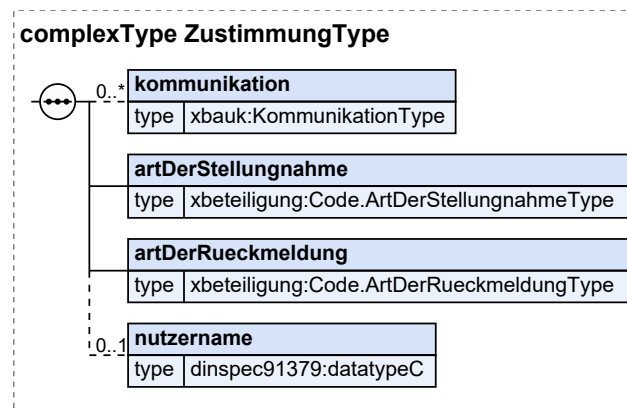 complexType ZustimmungType
0..*
kommunikation
type xbauk:KommunikationType
artDerStellungnahme
type xbeteiligung:Code.ArtDerStellungnahmeType
artDerRueckmeldung
type xbeteiligung:Code.ArtDerRueckmeldungType
0..1
nutzername
type dinspec91379:datatypeC